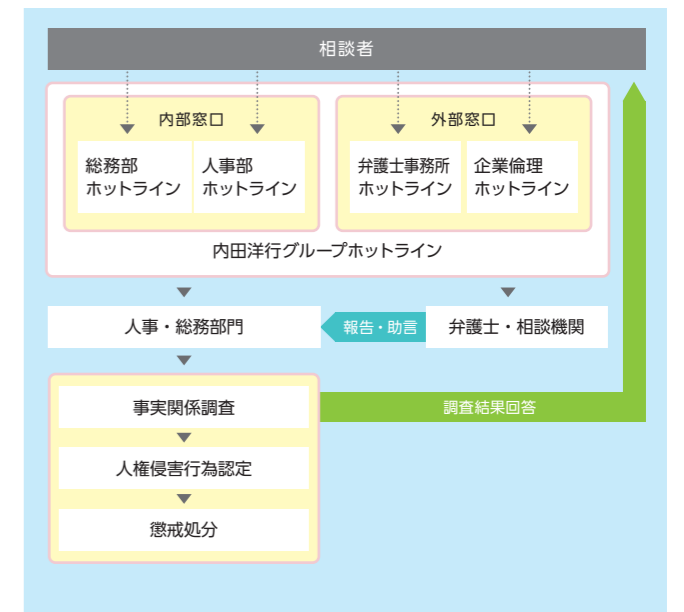 相談者
内部窓口
総務部
ホットライン
人事部
ホットライン
外部窓口
弁護士事務所
ホットライン
企業倫理
ホットライン
内田洋行グループホットライン
人事・総務部門
報告・助言
弁護士・相談機関
事実関係調査
調査結果回答
人権侵害行為認定
懲戒処分